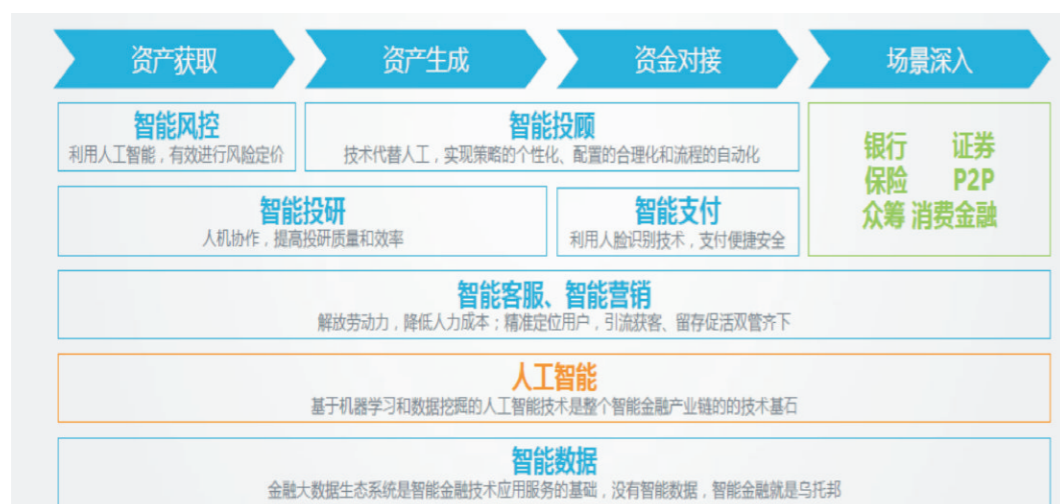 资产获取 资产生成 资金对接 场景深入
智能风控
利用人工智能，有效进行风险定价
智能投顾
技术代替人工，实现策略的个性化、配置的合理化和流程的自动化
银行 证券
保险 P2P
众筹 消费金融
智能投研
人机协作，提高投研质量和效率
智能支付
利用人脸识别技术，支付便捷安全
智能客服、智能营销
解放劳动力，降低人力成本；精准定位用户，引流获客、留存促活双管齐下
人工智能
基于机器学习和数据挖掘的人工智能技术是整个智能金融产业链的的技术基石
智能数据
金融大数据生态系统是智能金融技术应用服务的基础，没有智能数据，智能金融就是乌托邦